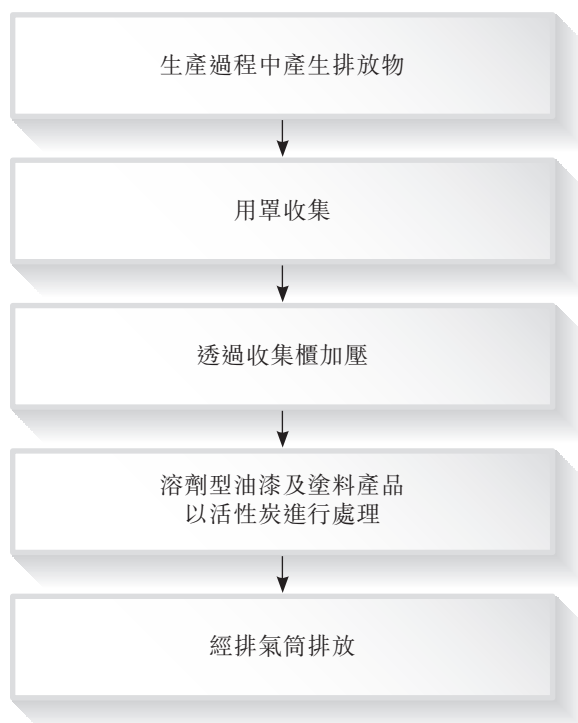 生產過程中產生排放物
用罩收集
透過收集櫃加壓
溶劑型油漆及塗料產品
以活性炭進行處理
經排氣筒排放